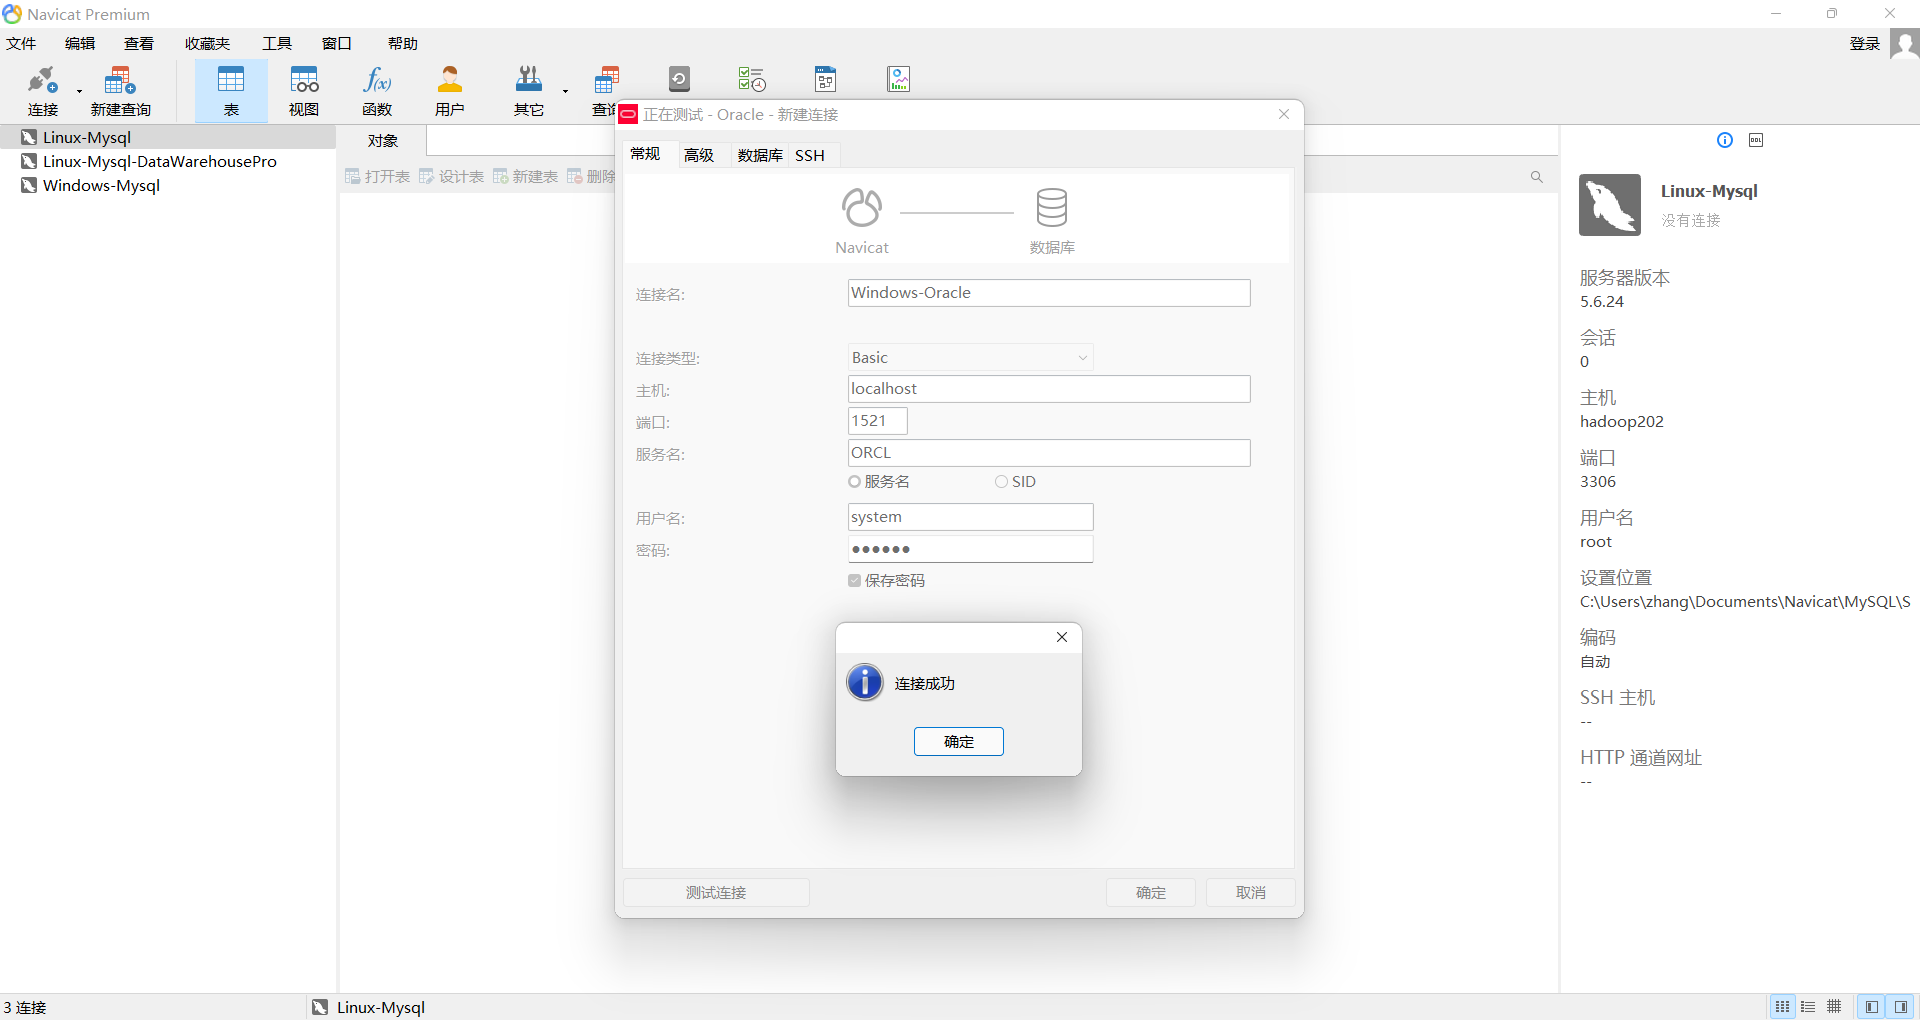 Navicat Premium
文件 编辑 查看 收藏夹 工具 窗口 帮助
登录
连接 新建查询 表 视图 函数 用户 其它
Linux-Mysql
Linux-Mysql-DataWarehousePro
Windows-Mysql
对象
打开表 设计表 新建表 删除
正在测试 - Oracle - 新建连接
常规 高级 数据库 SSH
Navicat 数据库
连接名: Windows-Oracle
连接类型: Basic
主机: localhost
端口: 1521
服务名: ORCL
服务名 SID
用户名: system
密码: ●●●●●●
保存密码
连接成功
确定
测试连接 确定 取消
Linux-Mysql
没有连接
服务器版本
5.6.24
会话
0
主机
hadoop202
端口
3306
用户名
root
设置位置
C:\Users\zhang\Documents\Navicat\MySQL\S
编码
自动
SSH 主机
--
HTTP 通道网址
--
3 连接
Linux-Mysql